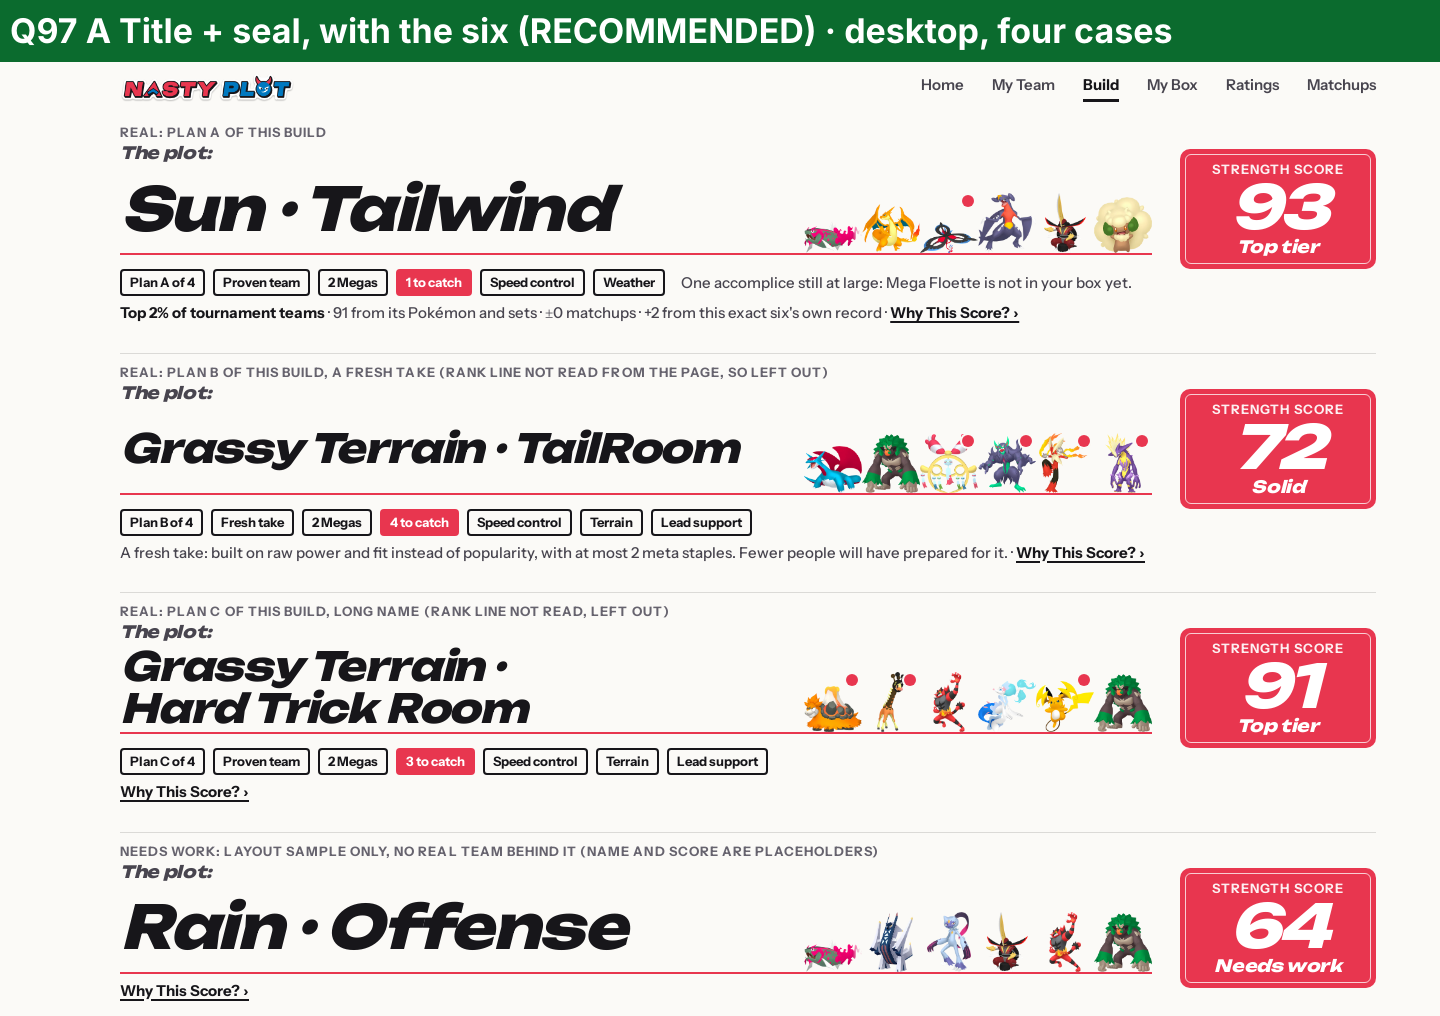 Q97 A Title + seal, with the six (RECOMMENDED) · desktop, four cases
NASTY PLOT
Home My Team Build My Box Ratings Matchups
REAL: PLAN A OF THIS BUILD
The plot:
Sun · Tailwind
STRENGTH SCORE
93
Top tier
Plan A of 4 Proven team 2 Megas 1 to catch Speed control Weather One accomplice still at large: Mega Floette is not in your box yet.
Top 2% of tournament teams · 91 from its Pokémon and sets · ±0 matchups · +2 from this exact six's own record · Why This Score? ›
REAL: PLAN B OF THIS BUILD, A FRESH TAKE (RANK LINE NOT READ FROM THE PAGE, SO LEFT OUT)
The plot:
Grassy Terrain · TailRoom
STRENGTH SCORE
72
Solid
Plan B of 4 Fresh take 2 Megas 4 to catch Speed control Terrain Lead support
A fresh take: built on raw power and fit instead of popularity, with at most 2 meta staples. Fewer people will have prepared for it. · Why This Score? ›
REAL: PLAN C OF THIS BUILD, LONG NAME (RANK LINE NOT READ, LEFT OUT)
The plot:
Grassy Terrain ·
Hard Trick Room
STRENGTH SCORE
91
Top tier
Plan C of 4 Proven team 2 Megas 3 to catch Speed control Terrain Lead support
Why This Score? ›
NEEDS WORK: LAYOUT SAMPLE ONLY, NO REAL TEAM BEHIND IT (NAME AND SCORE ARE PLACEHOLDERS)
The plot:
Rain · Offense
STRENGTH SCORE
64
Needs work
Why This Score? ›